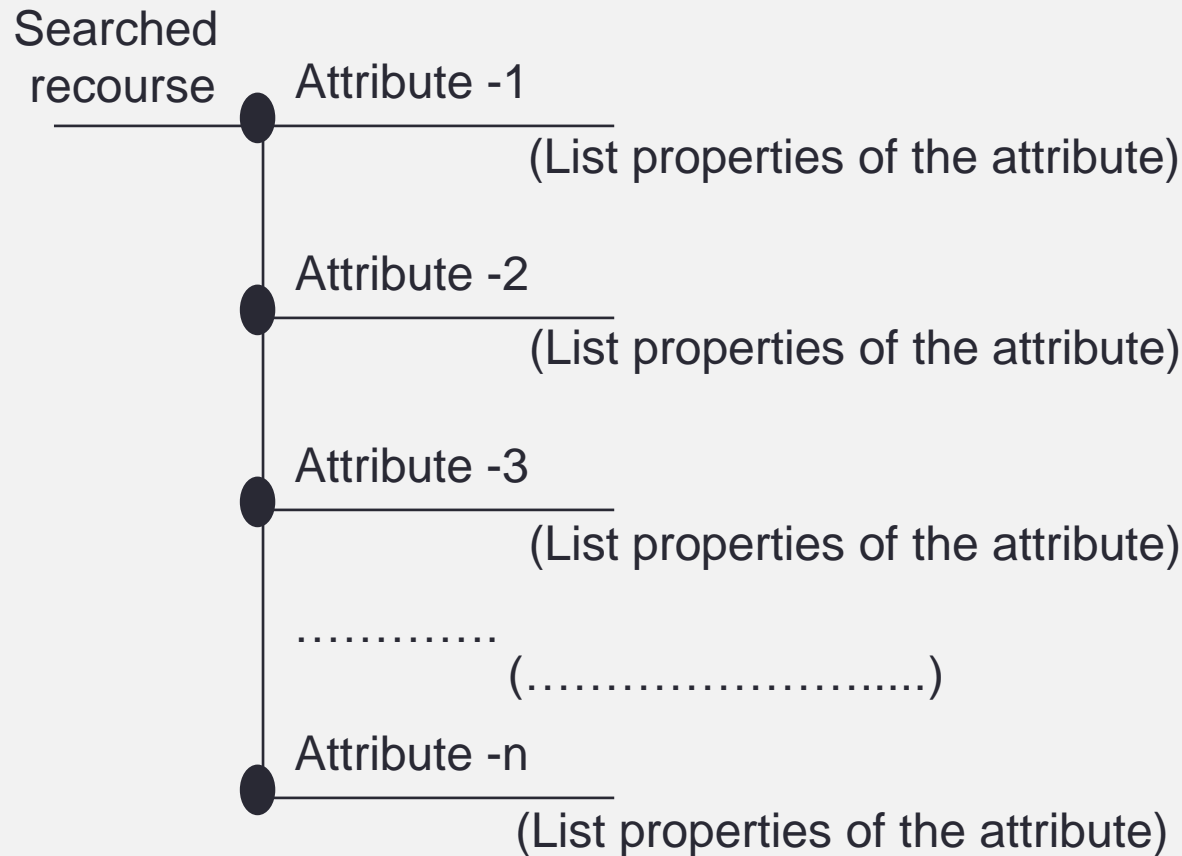 Searched
recourse
Attribute -1
(List properties of the attribute)
Attribute -2
(List properties of the attribute)
Attribute -3
(List properties of the attribute)
………….
(…………………......)
Attribute -n
(List properties of the attribute)